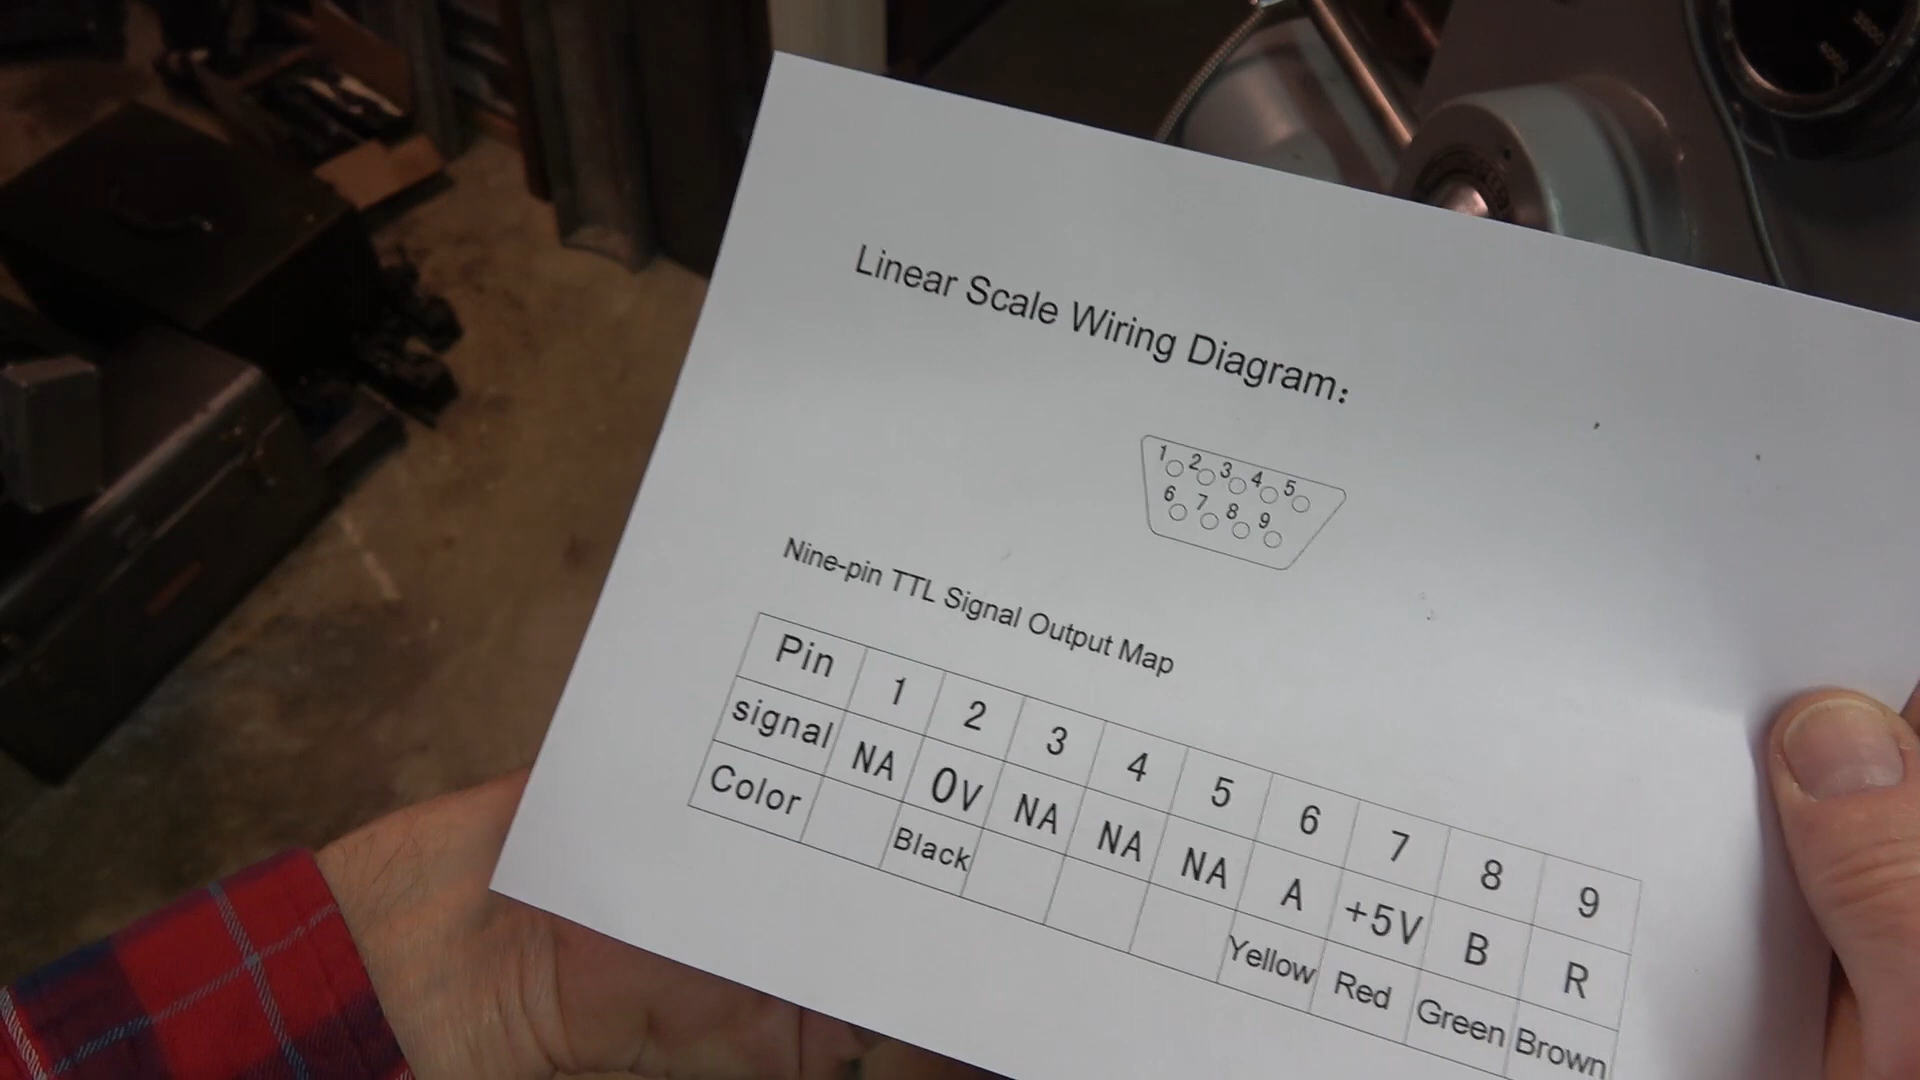 Linear Scale Wiring Diagram:
1 2 3 4 5
6 7 8 9
Nine-pin TTL Signal Output Map
Pin 1 2 3 4 5 6 7 8 9
signal NA 0V NA NA NA A +5V B R
Color Black Yellow Red Green Brown